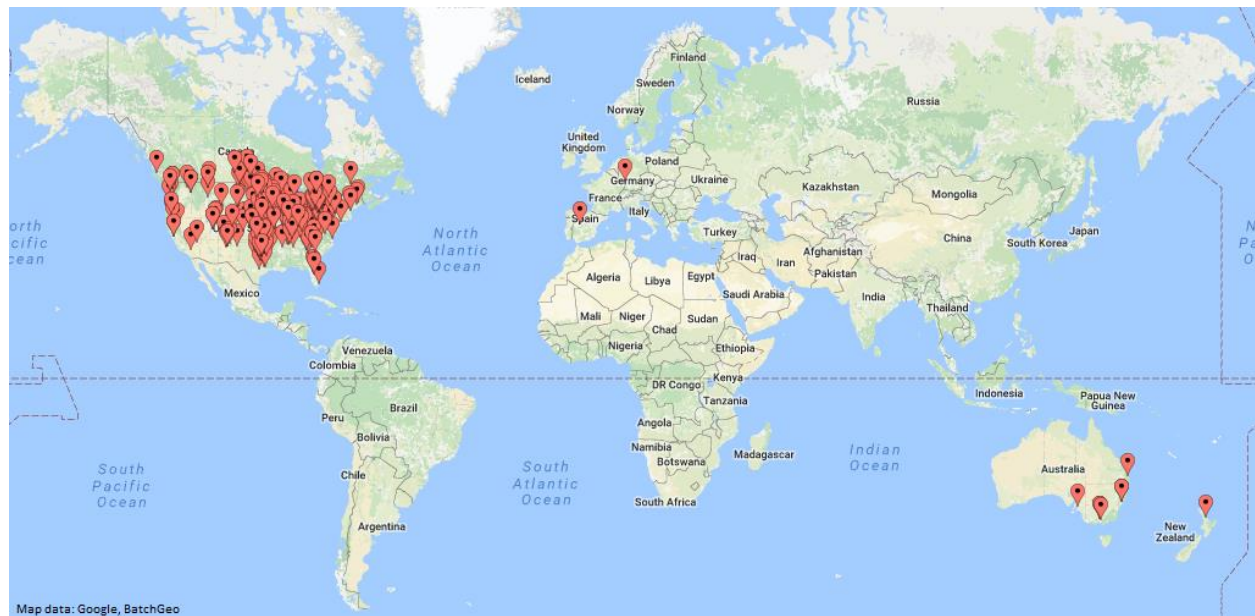 Iceland
Finland
Sweden
Norway
Russia
United
Kingdom
Poland
Germany
Ukraine
France
Kazakhstan
Mongolia
Italy
Spain
Turkey
North
Atlantic
Ocean
China
Japan
South Korea
Afghanistan
Iraq
Iran
Pakistan
Algeria
Libya
Egypt
Saudi Arabia
India
Mexico
Mali
Niger
Sudan
Chad
Thailand
Nigeria
Ethiopia
Venezuela
Colombia
DR Congo
Kenya
Tanzania
Indonesia
Papua New
Guinea
Peru
Brazil
Angola
Bolivia
Namibia
Botswana
Madagascar
Indian
Ocean
Australia
South
Pacific
Ocean
Chile
South
Atlantic
Ocean
South Africa
Argentina
New
Zealand
Map data: Google, BatchGeo